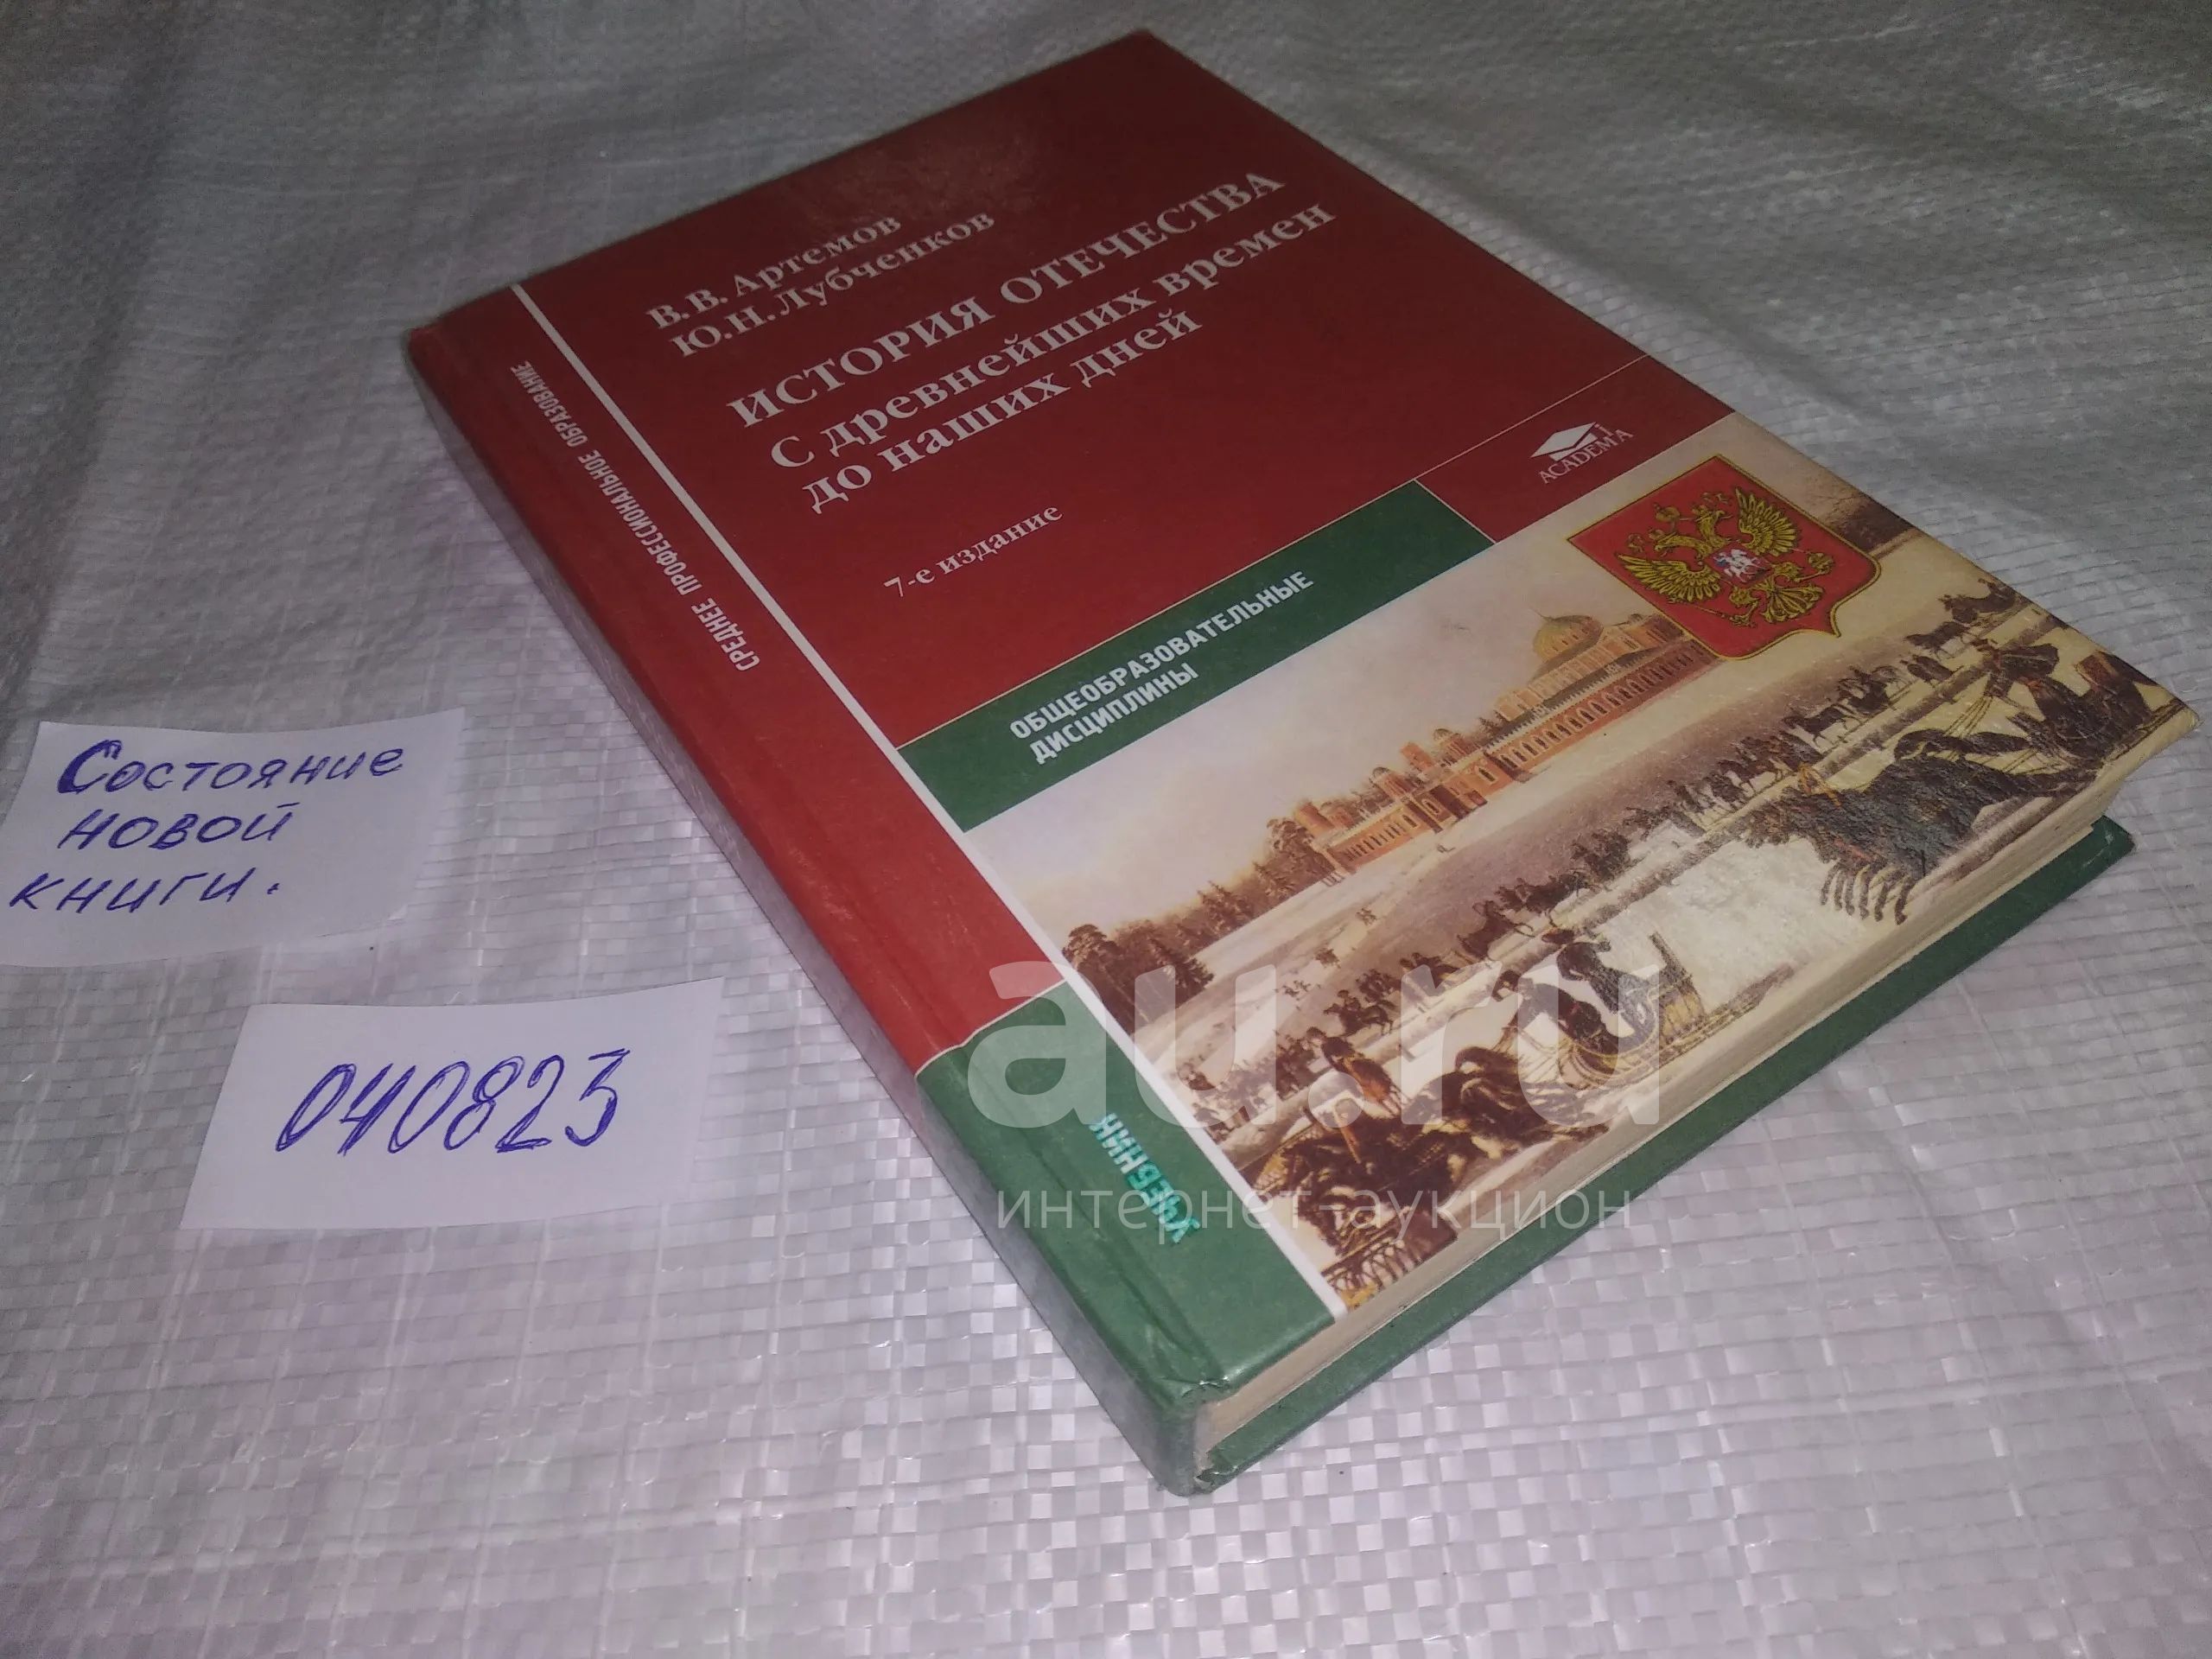 В. В. Артемов
Ю. Н. Лубченков
ИСТОРИЯ ОТЕЧЕСТВА
С древнейших времен
до наших дней
7-е издание
ACADEMA
СРЕДНЕЕ ПРОФЕССИОНАЛЬНОЕ ОБРАЗОВАНИЕ
ОБЩЕОБРАЗОВАТЕЛЬНЫЕ
ДИСЦИПЛИНЫ
УЧЕБНИК
Состояние
новой
книги.
040823
au.ru
интернет-аукцион